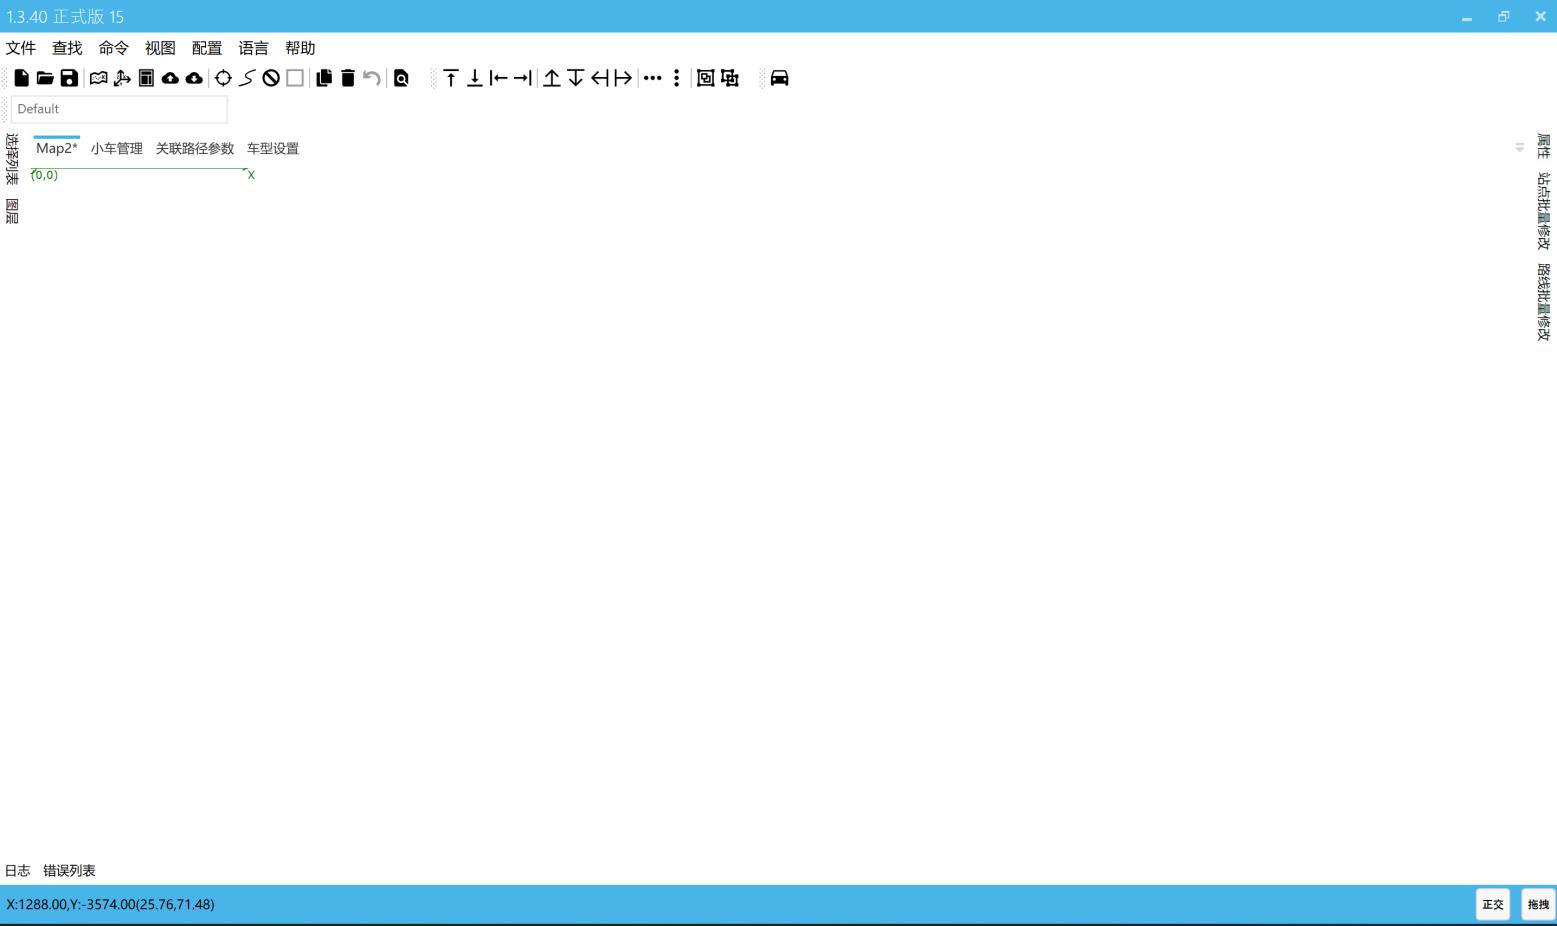 1.3.40 正式版 15
文件 查找 命令 视图 配置 语言 帮助
Default
选择列表
图层
Map2* 小车管理 关联路径参数 车型设置
(0,0) X
属性
站点批量修改
路线批量修改
日志 错误列表
X:1288.00,Y:-3574.00(25.76,71.48)
正交 拖拽